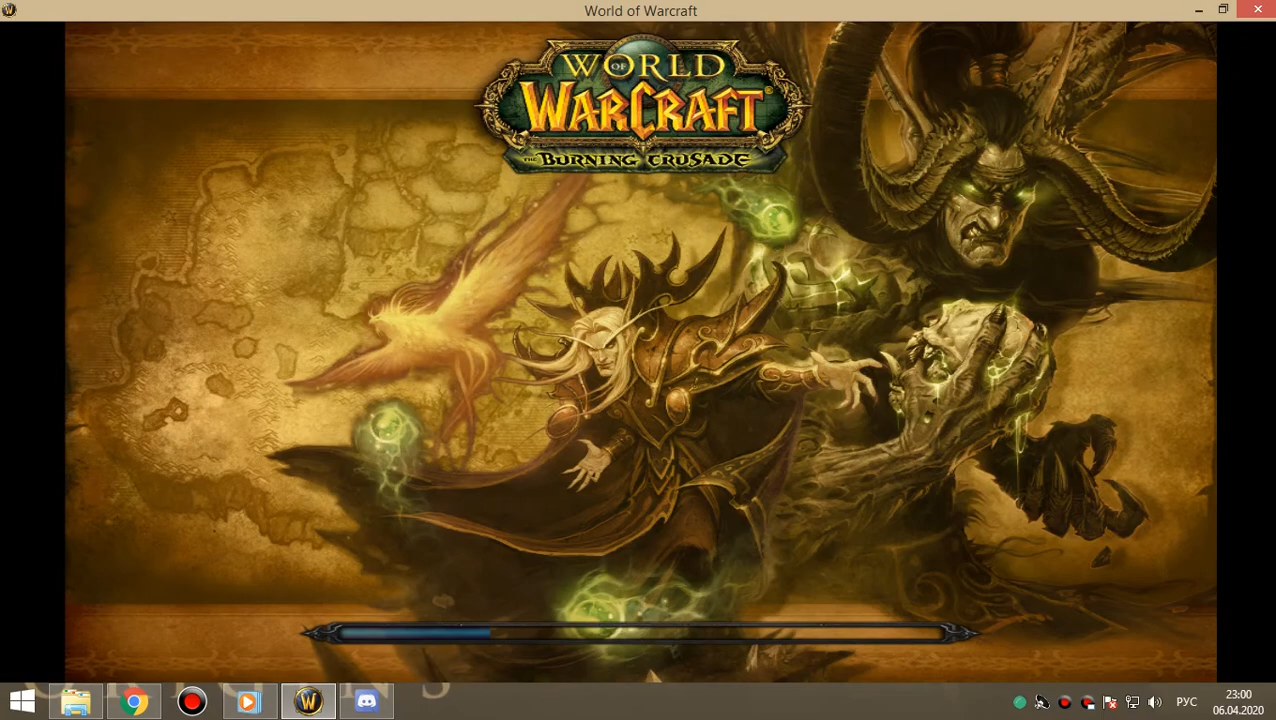 World of Warcraft
WORLD
OF
WARCRAFT®
THE BURNING CRUSADE
РУС
23:00
06.04.2020